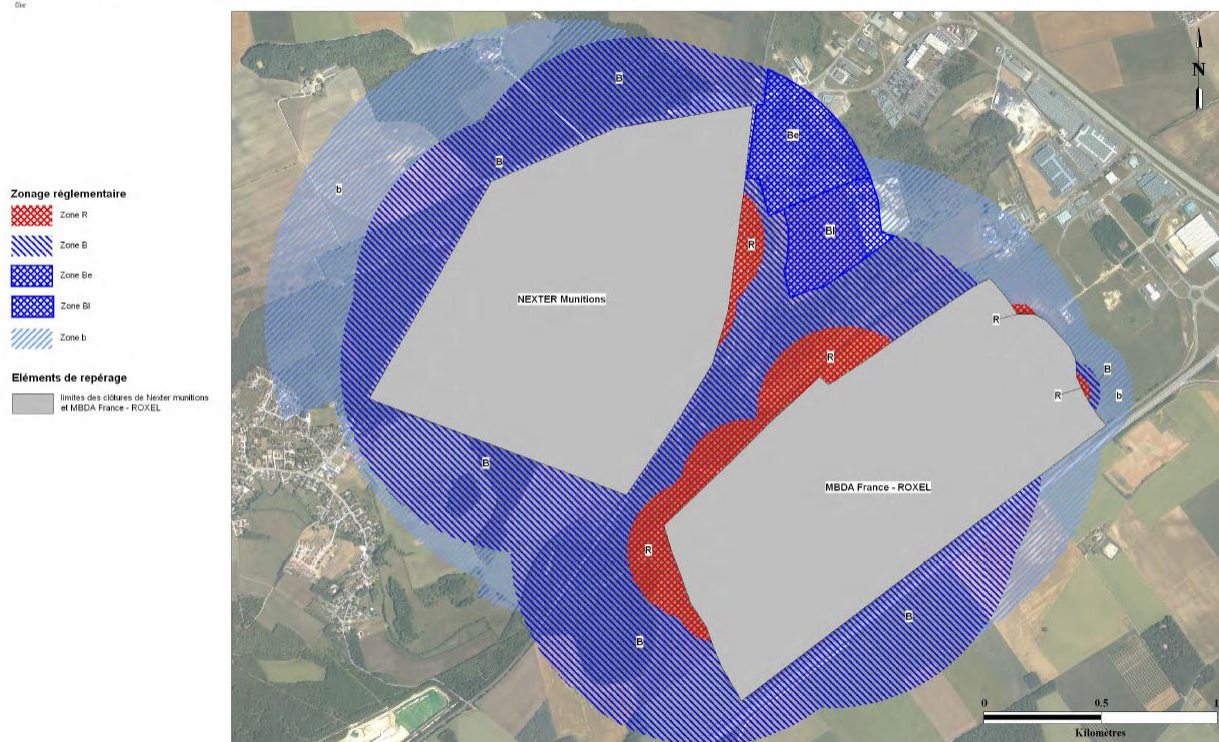 Cher
Zonage réglementaire
Zone R
Zone B
Zone Be
Zone Bl
Zone b
Eléments de repérage
limites des clôtures de Nexter munitions
et MBDA France - ROXEL
N
B
Be
B
b
Bl
R
NEXTER Munitions
R
R
B
R
b
B
MBDA France - ROXEL
R
B
B
0
0.5
1
Kilomètres